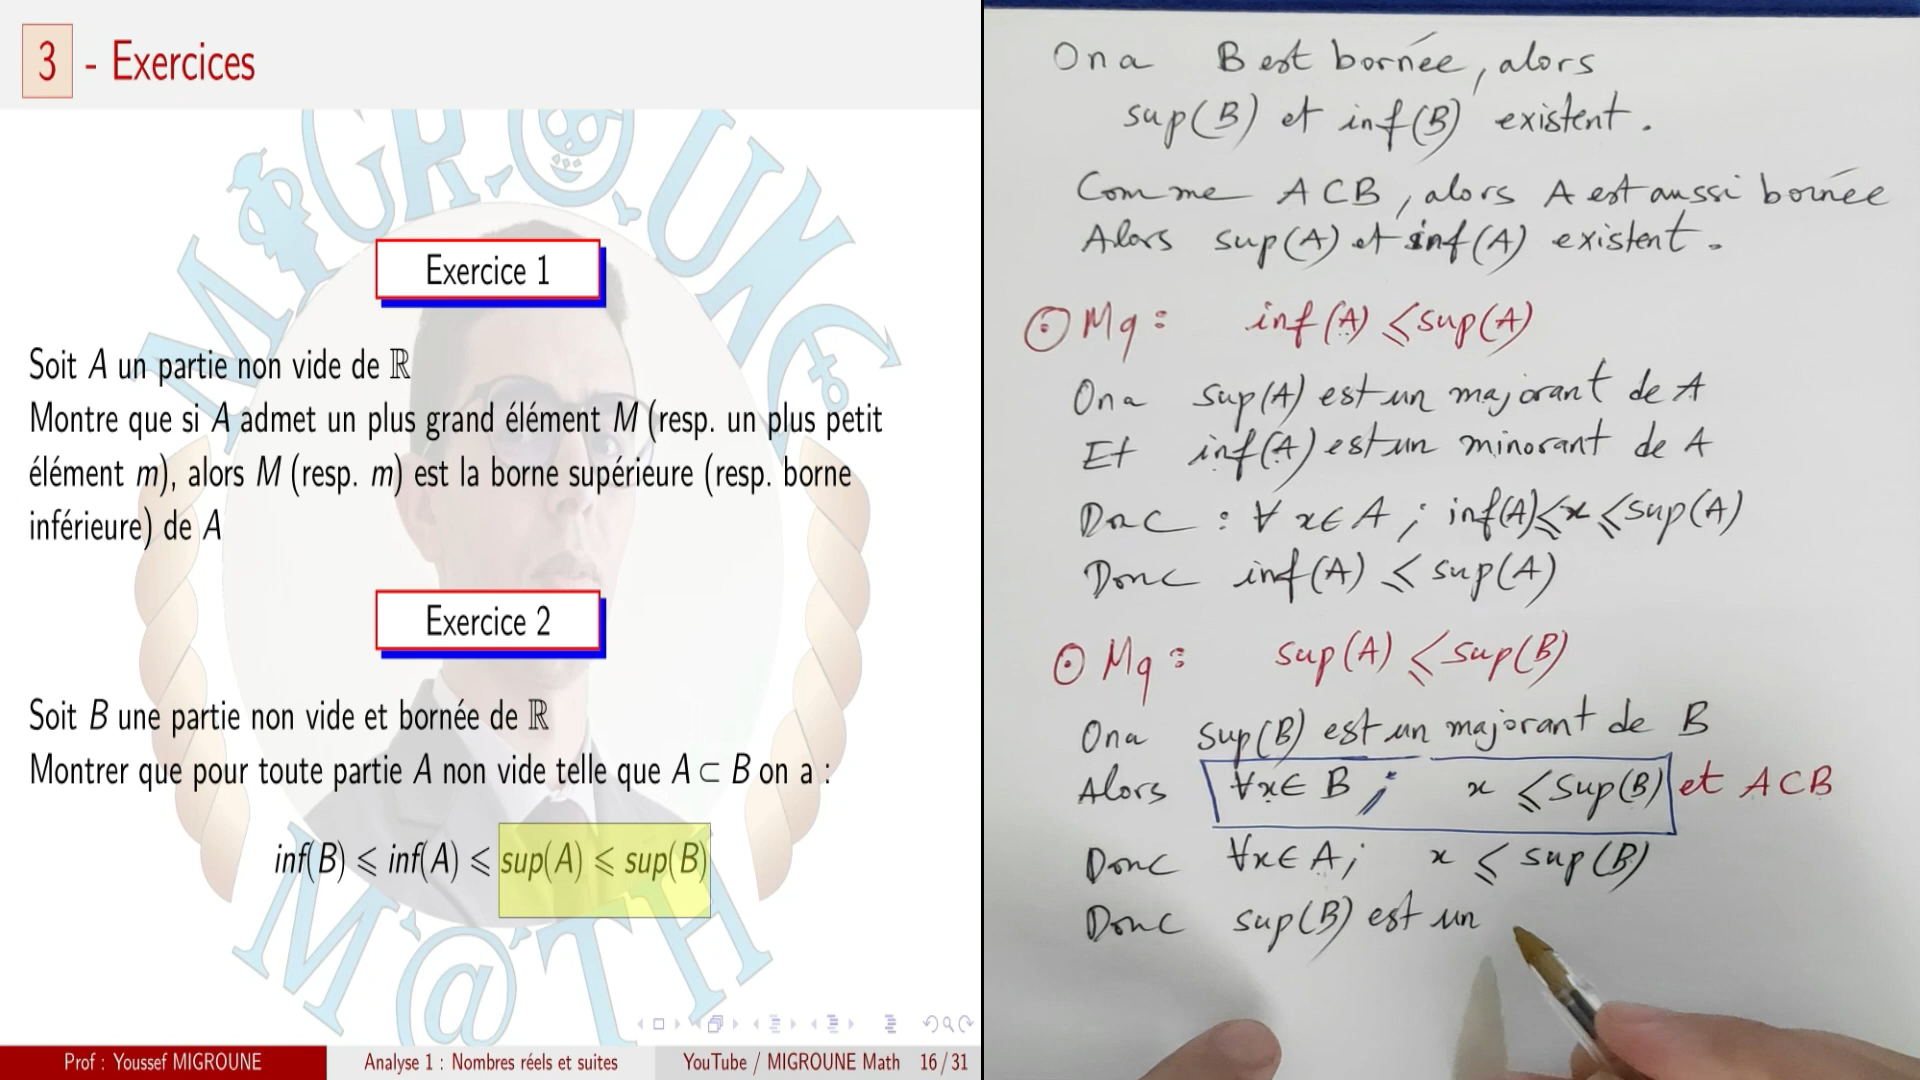 3 - Exercices
MIGROUNE
M@TH
Exercice 1
Soit A un partie non vide de ℝ
Montre que si A admet un plus grand élément M (resp. un plus petit
élément m), alors M (resp. m) est la borne supérieure (resp. borne
inférieure) de A
Exercice 2
Soit B une partie non vide et bornée de ℝ
Montrer que pour toute partie A non vide telle que A ⊂ B on a :
inf(B) ⩽ inf(A) ⩽ sup(A) ⩽ sup(B)
Prof : Youssef MIGROUNE Analyse 1 : Nombres réels et suites YouTube / MIGROUNE Math 16 / 31
On a B est bornée, alors
sup(B) et inf(B) existent.
Comme A⊂B, alors A est aussi bornée
Alors sup(A) et inf(A) existent.
⊙ Mq : inf(A) ⩽ sup(A)
On a sup(A) est un majorant de A
Et inf(A) est un minorant de A
Donc : ∀ x∈A ; inf(A) ⩽ x ⩽ sup(A)
Donc inf(A) ⩽ sup(A)
⊙ Mq : sup(A) ⩽ sup(B)
On a sup(B) est un majorant de B
Alors ∀x∈B ; x ⩽ Sup(B) et A⊂B
Donc ∀x∈A ; x ⩽ sup(B)
Donc sup(B) est un